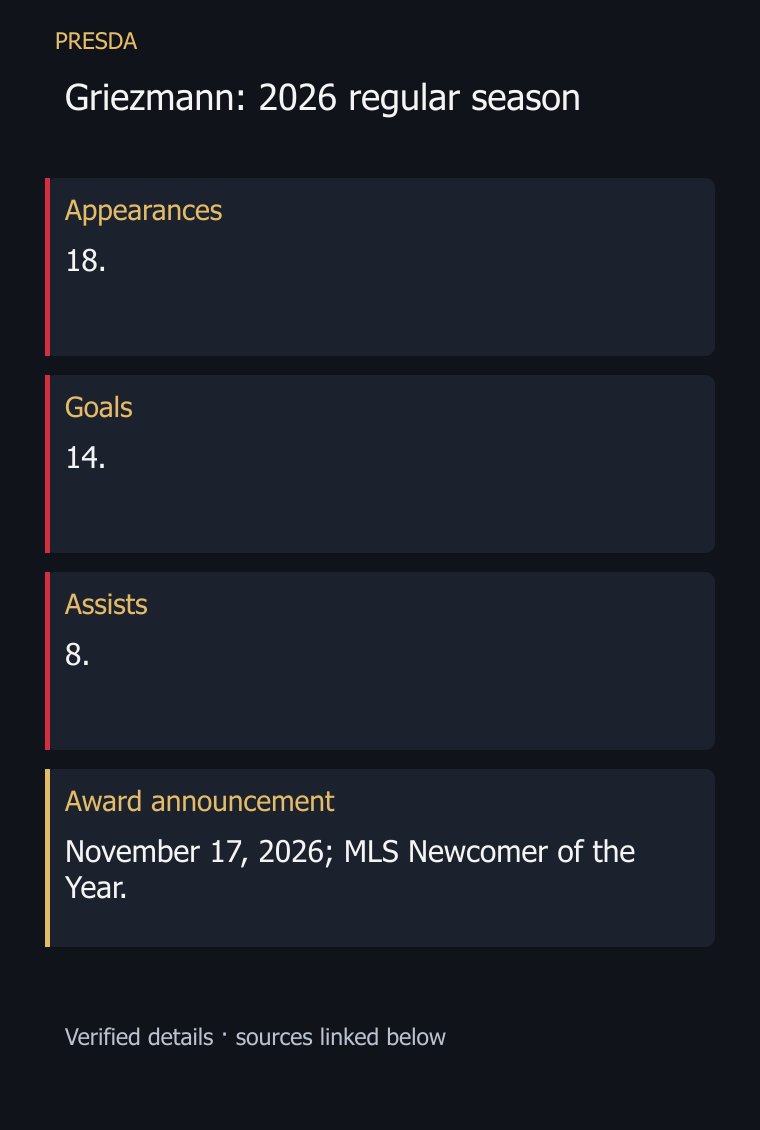 PRESDA
Griezmann: 2026 regular season
Appearances
18.
Goals
14.
Assists
8.
Award announcement
November 17, 2026; MLS Newcomer of the
Year.
Verified details · sources linked below